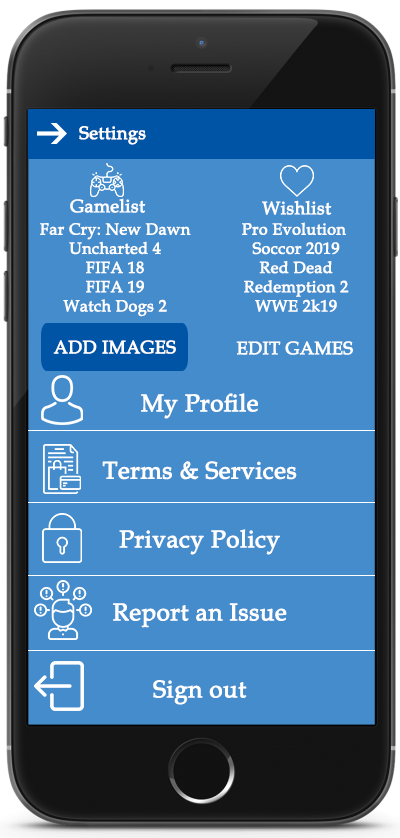 Settings
Gamelist
Far Cry: New Dawn
Uncharted 4
FIFA 18
FIFA 19
Watch Dogs 2
Wishlist
Pro Evolution
Soccor 2019
Red Dead
Redemption 2
WWE 2k19
ADD IMAGES
EDIT GAMES
My Profile
Terms & Services
Privacy Policy
Report an Issue
Sign out